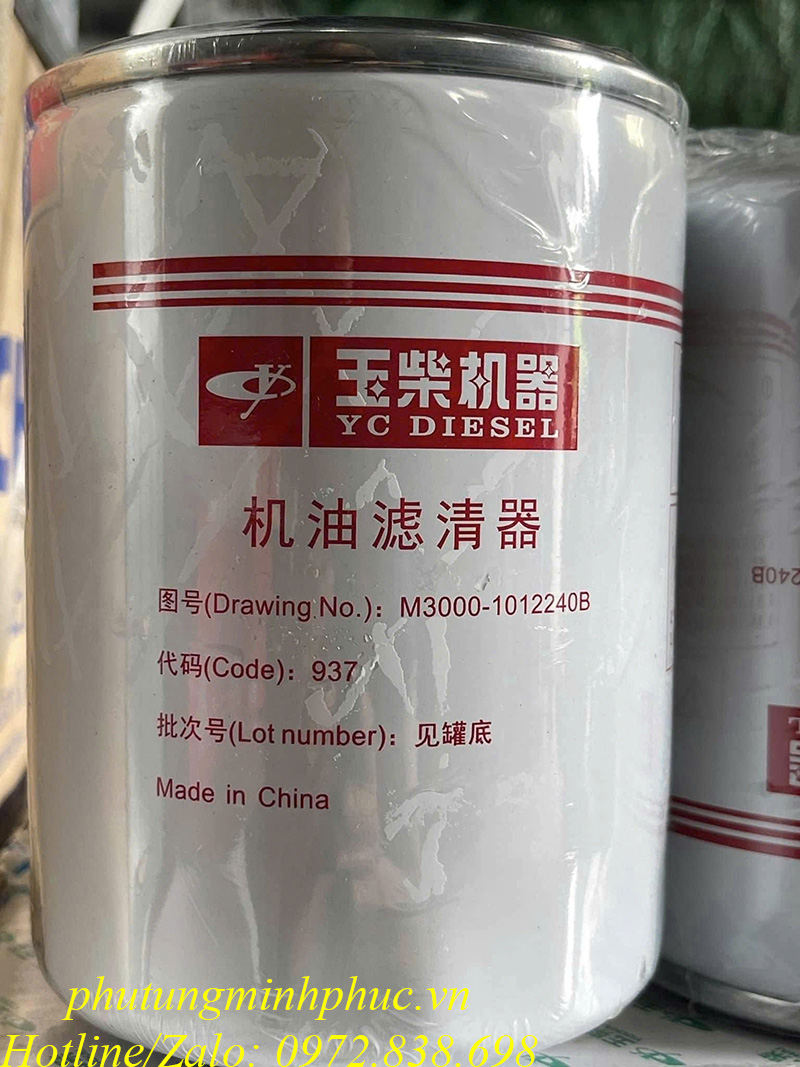 玉柴机器
YC DIESEL
机油滤清器
图号(Drawing No.)：M3000-1012240B
代码(Code)：937
批次号(Lot number)：见罐底
Made in China
240B
phutungminhphuc.vn
Hotline/Zalo: 0972.838.698